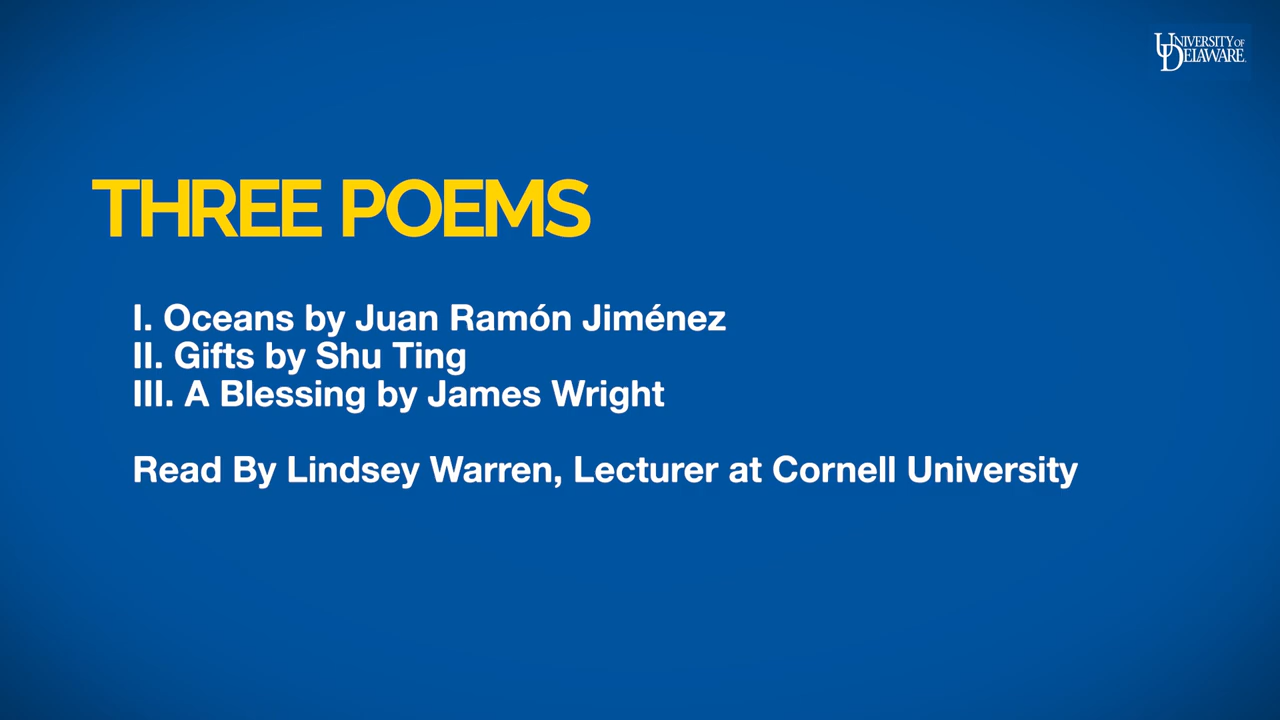 UNIVERSITY OF
DELAWARE
THREE POEMS
I. Oceans by Juan Ramón Jiménez
II. Gifts by Shu Ting
III. A Blessing by James Wright
Read By Lindsey Warren, Lecturer at Cornell University